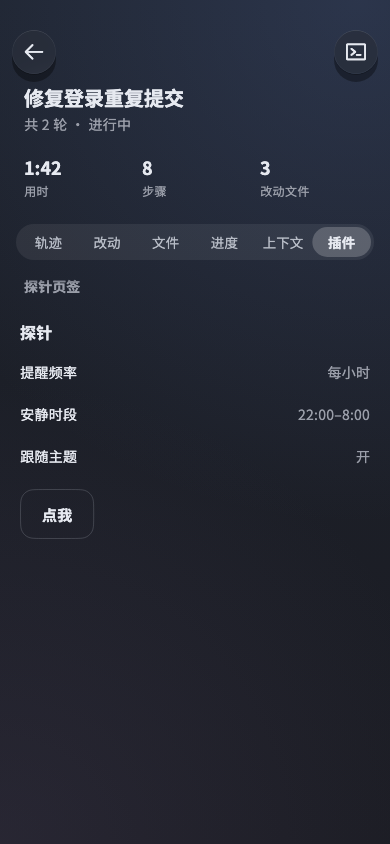 修复登录重复提交
共 2 轮 · 进行中
1:42 8 3
用时 步骤 改动文件
轨迹 改动 文件 进度 上下文 插件
探针页签
探针
提醒频率 每小时
安静时段 22:00–8:00
跟随主题 开
点我